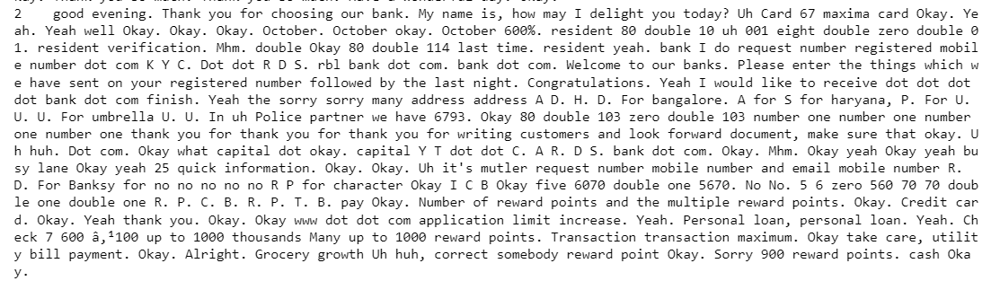 2    good evening. Thank you for choosing our bank. My name is, how may I delight you today? Uh Card 67 maxima card Okay. Ye
ah. Yeah well Okay. Okay. Okay. October. October okay. October 600%. resident 80 double 10 uh 001 eight double zero double 0
1. resident verification. Mhm. double Okay 80 double 114 last time. resident yeah. bank I do request number registered mobil
e number dot com K Y C. Dot dot R D S. rbl bank dot com. bank dot com. Welcome to our banks. Please enter the things which w
e have sent on your registered number followed by the last night. Congratulations. Yeah I would like to receive dot dot dot
dot bank dot com finish. Yeah the sorry sorry many address address A D. H. D. For bangalore. A for S for haryana, P. For U.
U. U. For umbrella U. U. In uh Police partner we have 6793. Okay 80 double 103 zero double 103 number one number one number
one number one thank you for thank you for thank you for writing customers and look forward document, make sure that okay. U
h huh. Dot com. Okay what capital dot okay. capital Y T dot dot C. A R. D S. bank dot com. Okay. Mhm. Okay yeah Okay yeah bu
sy lane Okay yeah 25 quick information. Okay. Okay. Uh it's mutler request number mobile number and email mobile number R.
D. For Banksy for no no no no no R P for character Okay I C B Okay five 6070 double one 5670. No No. 5 6 zero 560 70 70 doub
le one double one R. P. C. B. R. P. T. B. pay Okay. Number of reward points and the multiple reward points. Okay. Credit car
d. Okay. Yeah thank you. Okay. Okay www dot dot com application limit increase. Yeah. Personal loan, personal loan. Yeah. Ch
eck 7 600 â‚¹100 up to 1000 thousands Many up to 1000 reward points. Transaction transaction maximum. Okay take care, utilit
y bill payment. Okay. Alright. Grocery growth Uh huh, correct somebody reward point Okay. Sorry 900 reward points. cash Oka
y.